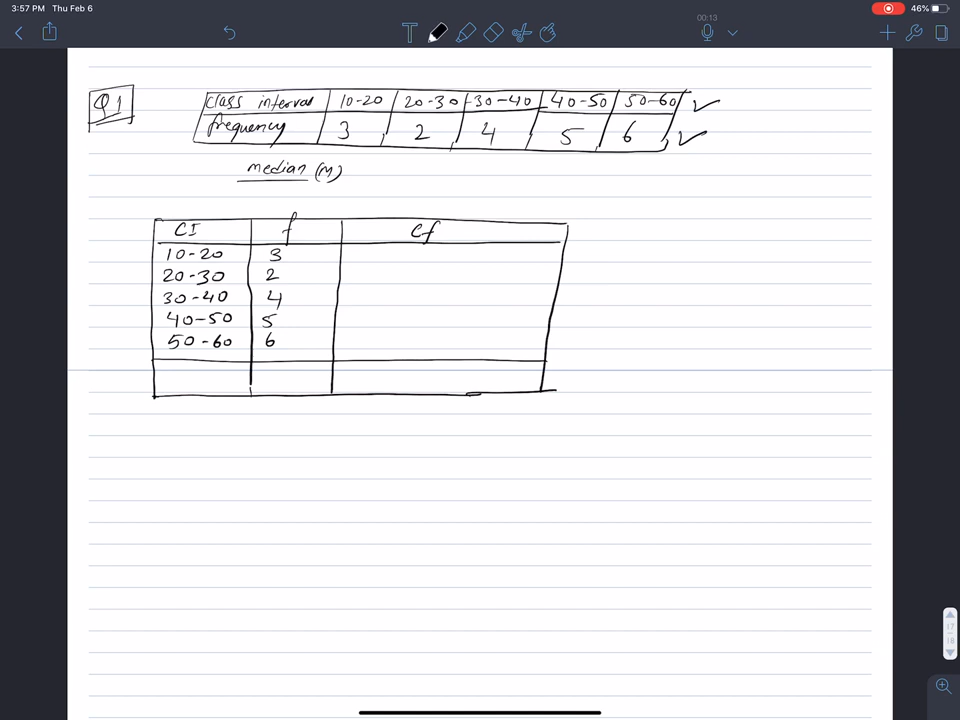 3:57 PM Thu Feb 6
46%
00:13
Q1
class interval 10-20 20-30 30-40 40-50 50-60
frequency 3 2 4 5 6
median (M)
CI f cf
10-20 3
20-30 2
30-40 4
40-50 5
50-60 6
17
18